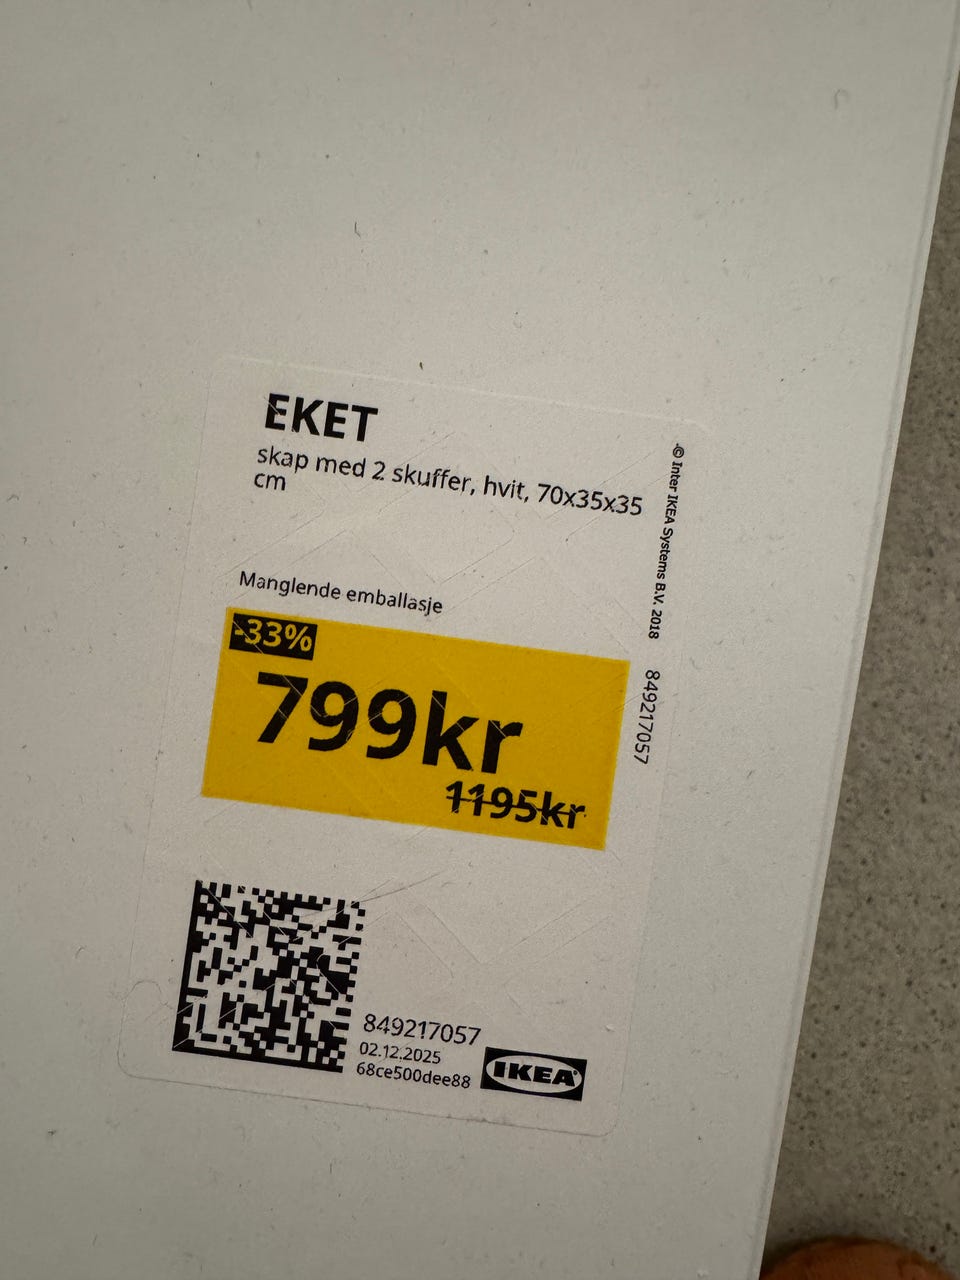 EKET
skap med 2 skuffer, hvit, 70x35x35
cm
Manglende emballasje
-33%
799kr
1195kr
849217057
02.12.2025
68ce500dee88
IKEA
© Inter IKEA Systems B.V. 2018 849217057